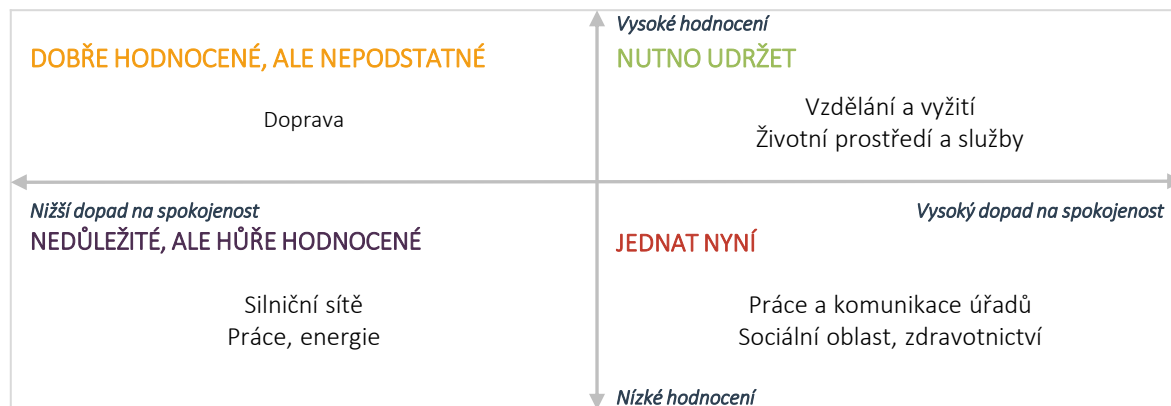 Vysoké hodnocení
DOBŘE HODNOCENÉ, ALE NEPODSTATNÉ
Doprava
NUTNO UDRŽET
Vzdělání a vyžití
Životní prostředí a služby
Nižší dopad na spokojenost
Vysoký dopad na spokojenost
NEDŮLEŽITÉ, ALE HŮŘE HODNOCENÉ
Silniční sítě
Práce, energie
JEDNAT NYNÍ
Práce a komunikace úřadů
Sociální oblast, zdravotnictví
Nízké hodnocení